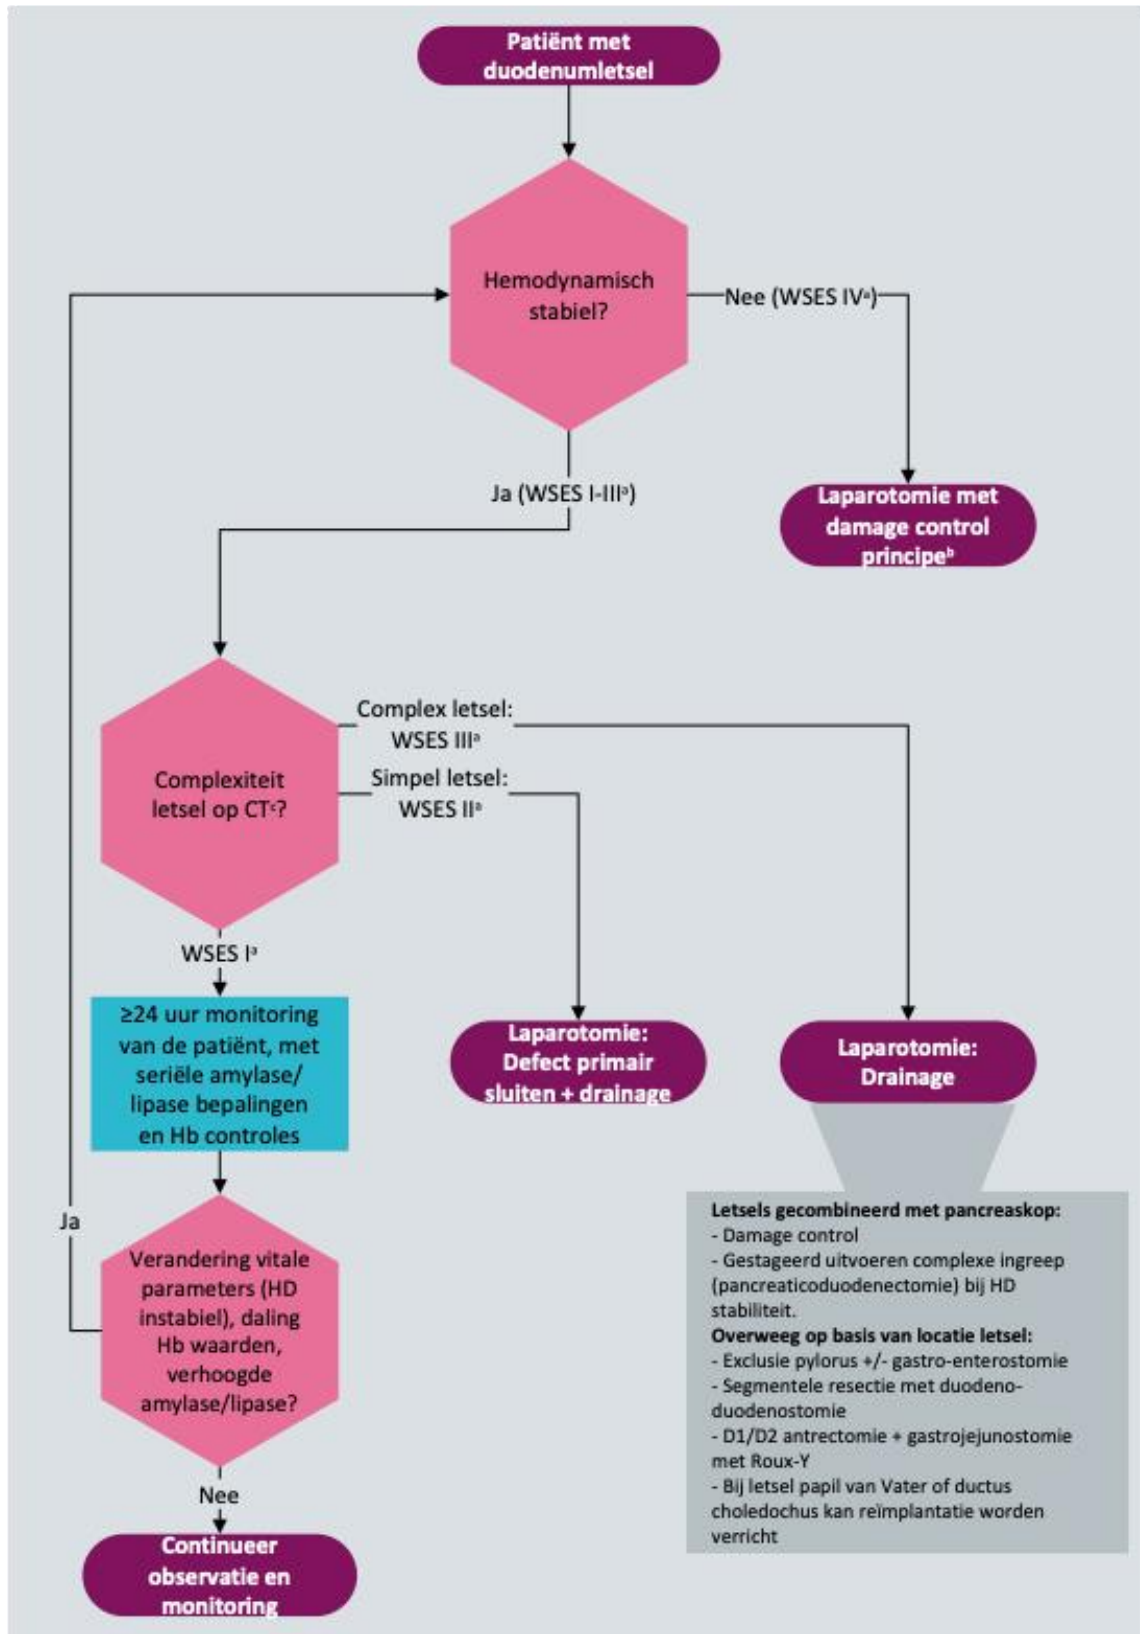 Patiënt met
duodenumletsel
Hemodynamisch
stabiel?
Nee (WSES IVᵃ)
Ja (WSES I-IIIᵃ)
Laparotomie met
damage control
principeᵇ
Complexiteit
letsel op CTᶜ?
Complex letsel:
WSES IIIᵃ
Simpel letsel:
WSES IIᵃ
WSES Iᵃ
≥24 uur monitoring
van de patiënt, met
seriële amylase/
lipase bepalingen
en Hb controles
Laparotomie:
Defect primair
sluiten + drainage
Laparotomie:
Drainage
Ja
Verandering vitale
parameters (HD
instabiel), daling
Hb waarden,
verhoogde
amylase/lipase?
Letsels gecombineerd met pancreaskop:
- Damage control
- Gestageerd uitvoeren complexe ingreep
(pancreaticoduodenectomie) bij HD
stabiliteit.
Overweeg op basis van locatie letsel:
- Exclusie pylorus +/- gastro-enterostomie
- Segmentele resectie met duodeno-
duodenostomie
- D1/D2 antrectomie + gastrojejunostomie
met Roux-Y
- Bij letsel papil van Vater of ductus
choledochus kan reïmplantatie worden
verricht
Nee
Continueer
observatie en
monitoring